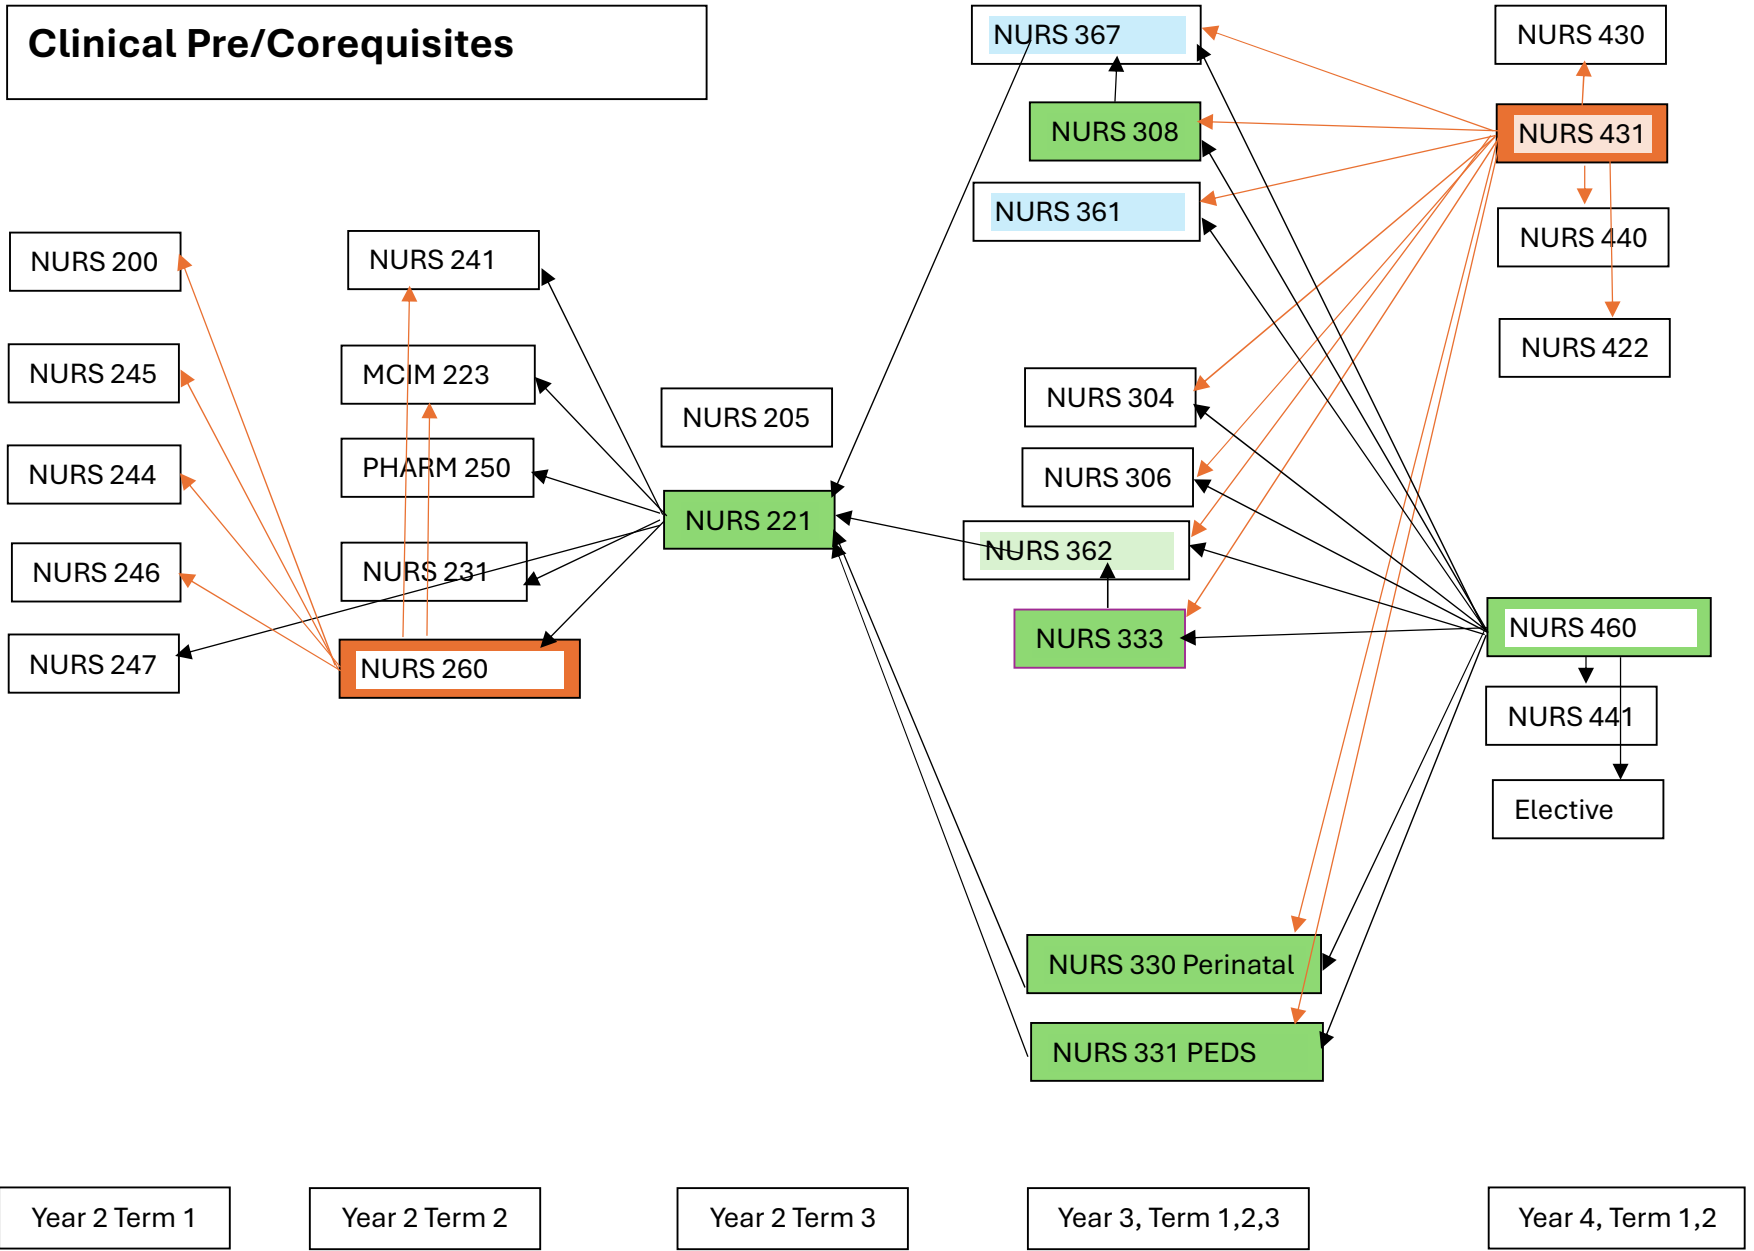 Clinical Pre/Corequisites
NURS 200
NURS 245
NURS 244
NURS 246
NURS 247
NURS 241
MCIM 223
PHARM 250
NURS 231
NURS 260
NURS 205
NURS 221
NURS 367
NURS 308
NURS 361
NURS 304
NURS 306
NURS 362
NURS 333
NURS 330 Perinatal
NURS 331 PEDS
NURS 430
NURS 431
NURS 440
NURS 422
NURS 460
NURS 441
Elective
Year 2 Term 1
Year 2 Term 2
Year 2 Term 3
Year 3, Term 1,2,3
Year 4, Term 1,2